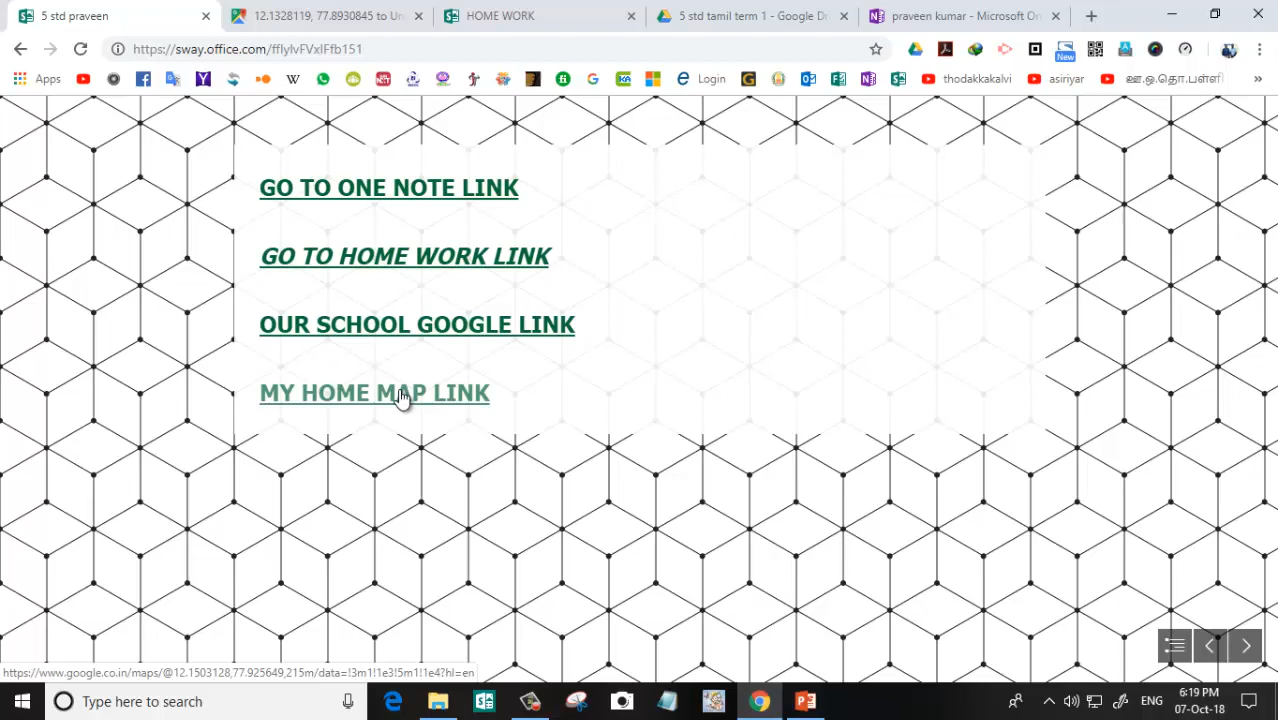 5 std praveen
12.1328119, 77.8930845 to Un
HOME WORK
5 std tamil term 1 - Google Dr
praveen kumar - Microsoft On
https://sway.office.com/fflylvFVxlFfb151
New
Apps
Login
thodakkakalvi
asiriyar
ஊ.ஒ.தொ.பள்ளி
GO TO ONE NOTE LINK
GO TO HOME WORK LINK
OUR SCHOOL GOOGLE LINK
MY HOME MAP LINK
https://www.google.co.in/maps/@12.1503128,77.925649,215m/data=!3m1!1e3!5m1!1e4?hl=en
Type here to search
ENG
6:19 PM
07-Oct-18